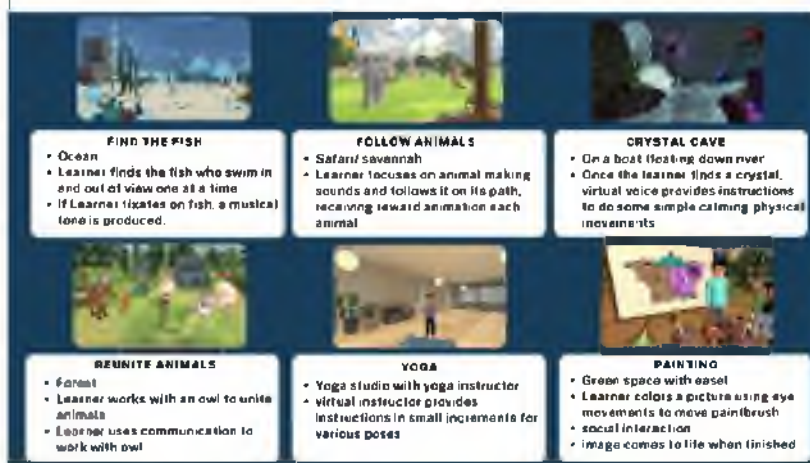 FIND THE FISH
• Ocean
• Learner finds the fish who swim in
and out of view one at a time
• If Learner fixates on fish, a musical
tone is produced.
FOLLOW ANIMALS
• Safari/ savannah
• Learner focuses on animal making
sounds and follows it on its path,
receiving reward animation each
animal
CRYSTAL CAVE
• On a boat floating down river
• Once the learner finds a crystal,
virtual voice provides instructions
to do some simple calming physical
movements
REUNITE ANIMALS
• Forest
• Learner works with an owl to unite
animals
• Learner uses communication to
work with owl
YOGA
• Yoga studio with yoga instructor
• virtual instructor provides
instructions in small increments for
various poses
PAINTING
• Green space with easel
• Learner colors a picture using eye
movements to move paintbrush
• social interaction
• image comes to life when finished